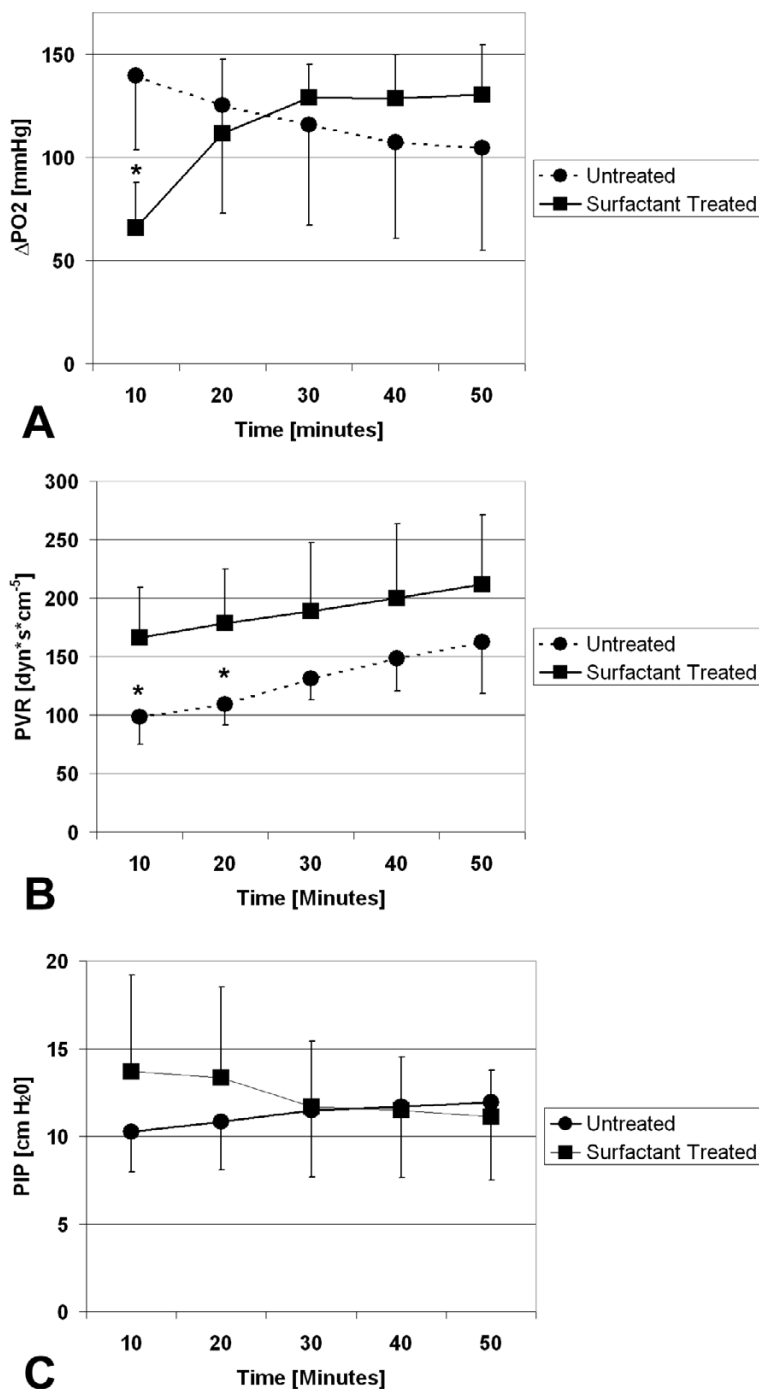 150
100
50
0
ΔPO2 [mmHg]
*
10 20 30 40 50
Time [minutes]
A
Untreated
Surfactant Treated
300
250
200
150
100
50
0
PVR [dyn*s*cm-5]
* *
10 20 30 40 50
Time [Minutes]
B
Untreated
Surfactant Treated
20
15
10
5
0
PIP [cm H20]
10 20 30 40 50
Time [Minutes]
C
Untreated
Surfactant Treated